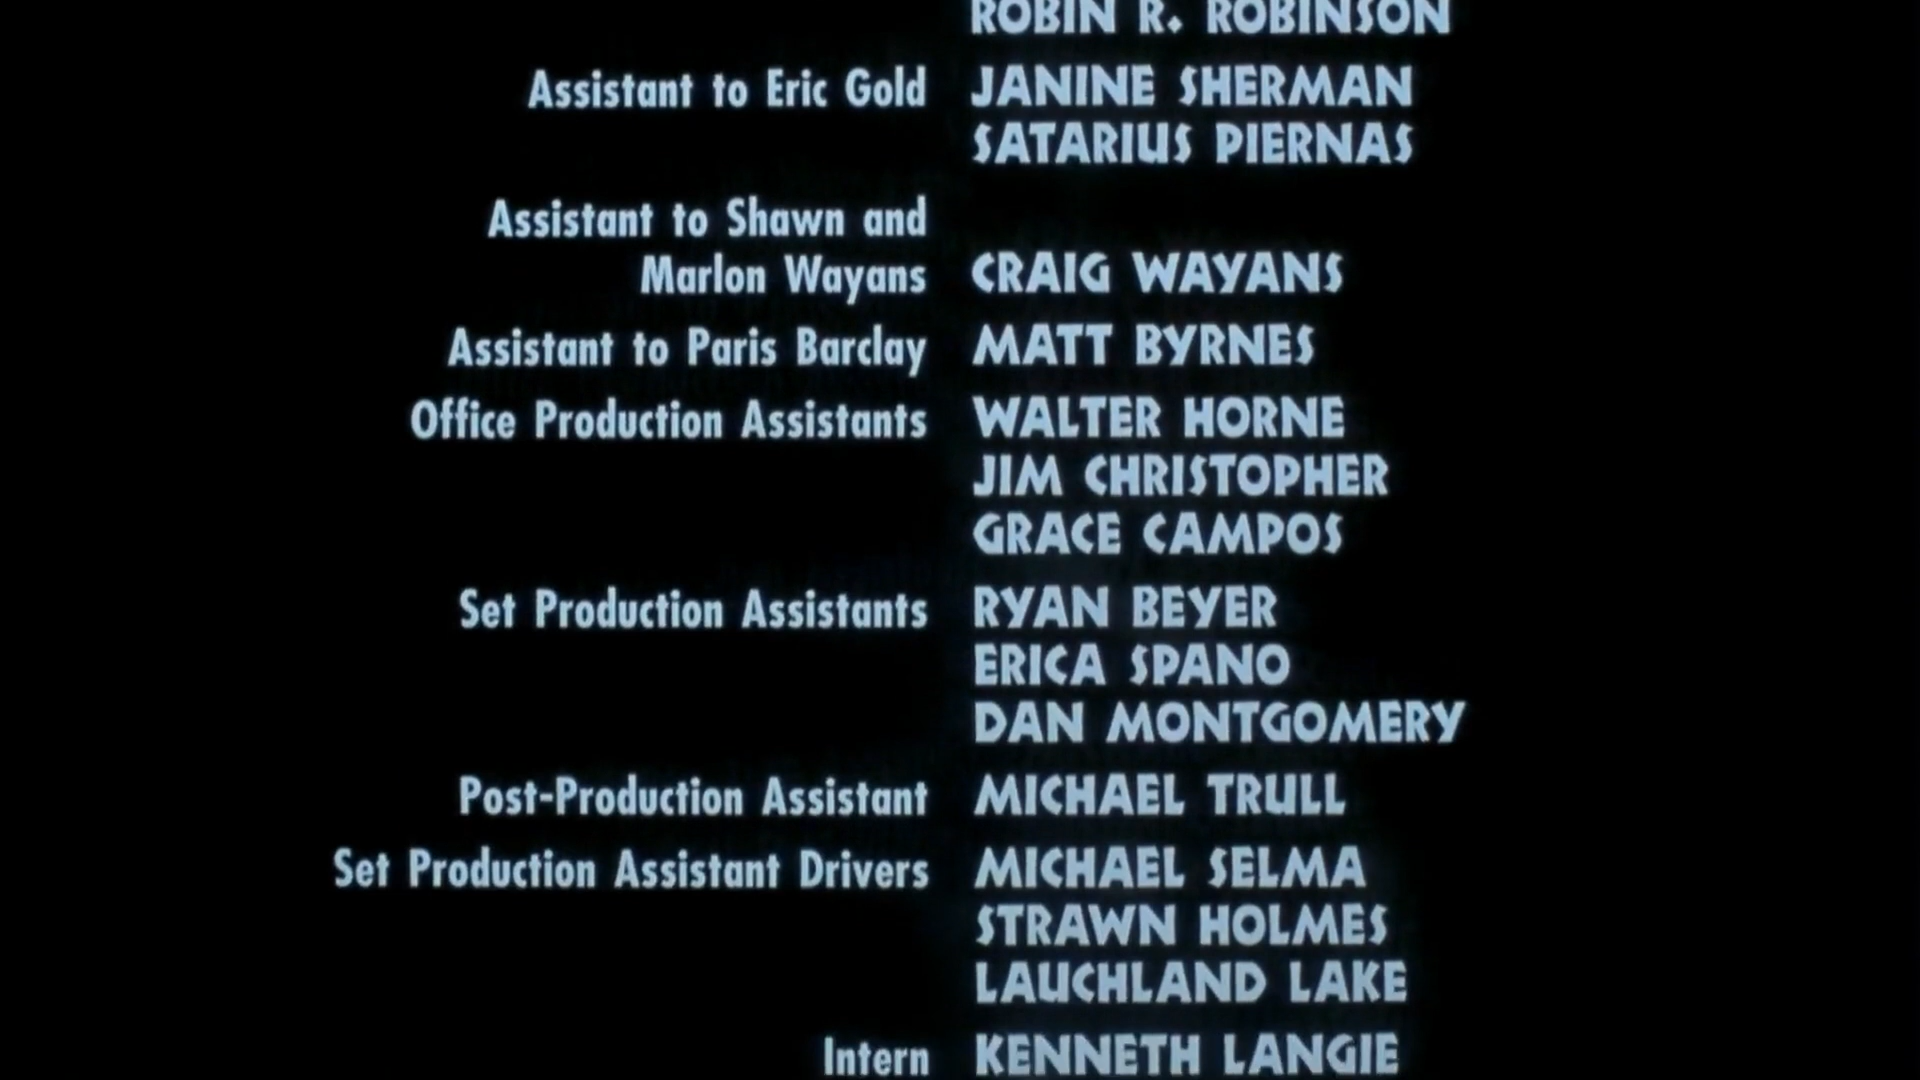 ROBIN R. ROBINSON
Assistant to Eric Gold JANINE SHERMAN
SATARIUS PIERNAS
Assistant to Shawn and
Marlon Wayans CRAIG WAYANS
Assistant to Paris Barclay MATT BYRNES
Office Production Assistants WALTER HORNE
JIM CHRISTOPHER
GRACE CAMPOS
Set Production Assistants RYAN BEYER
ERICA SPANO
DAN MONTGOMERY
Post-Production Assistant MICHAEL TRULL
Set Production Assistant Drivers MICHAEL SELMA
STRAWN HOLMES
LAUCHLAND LAKE
Intern KENNETH LANGIE